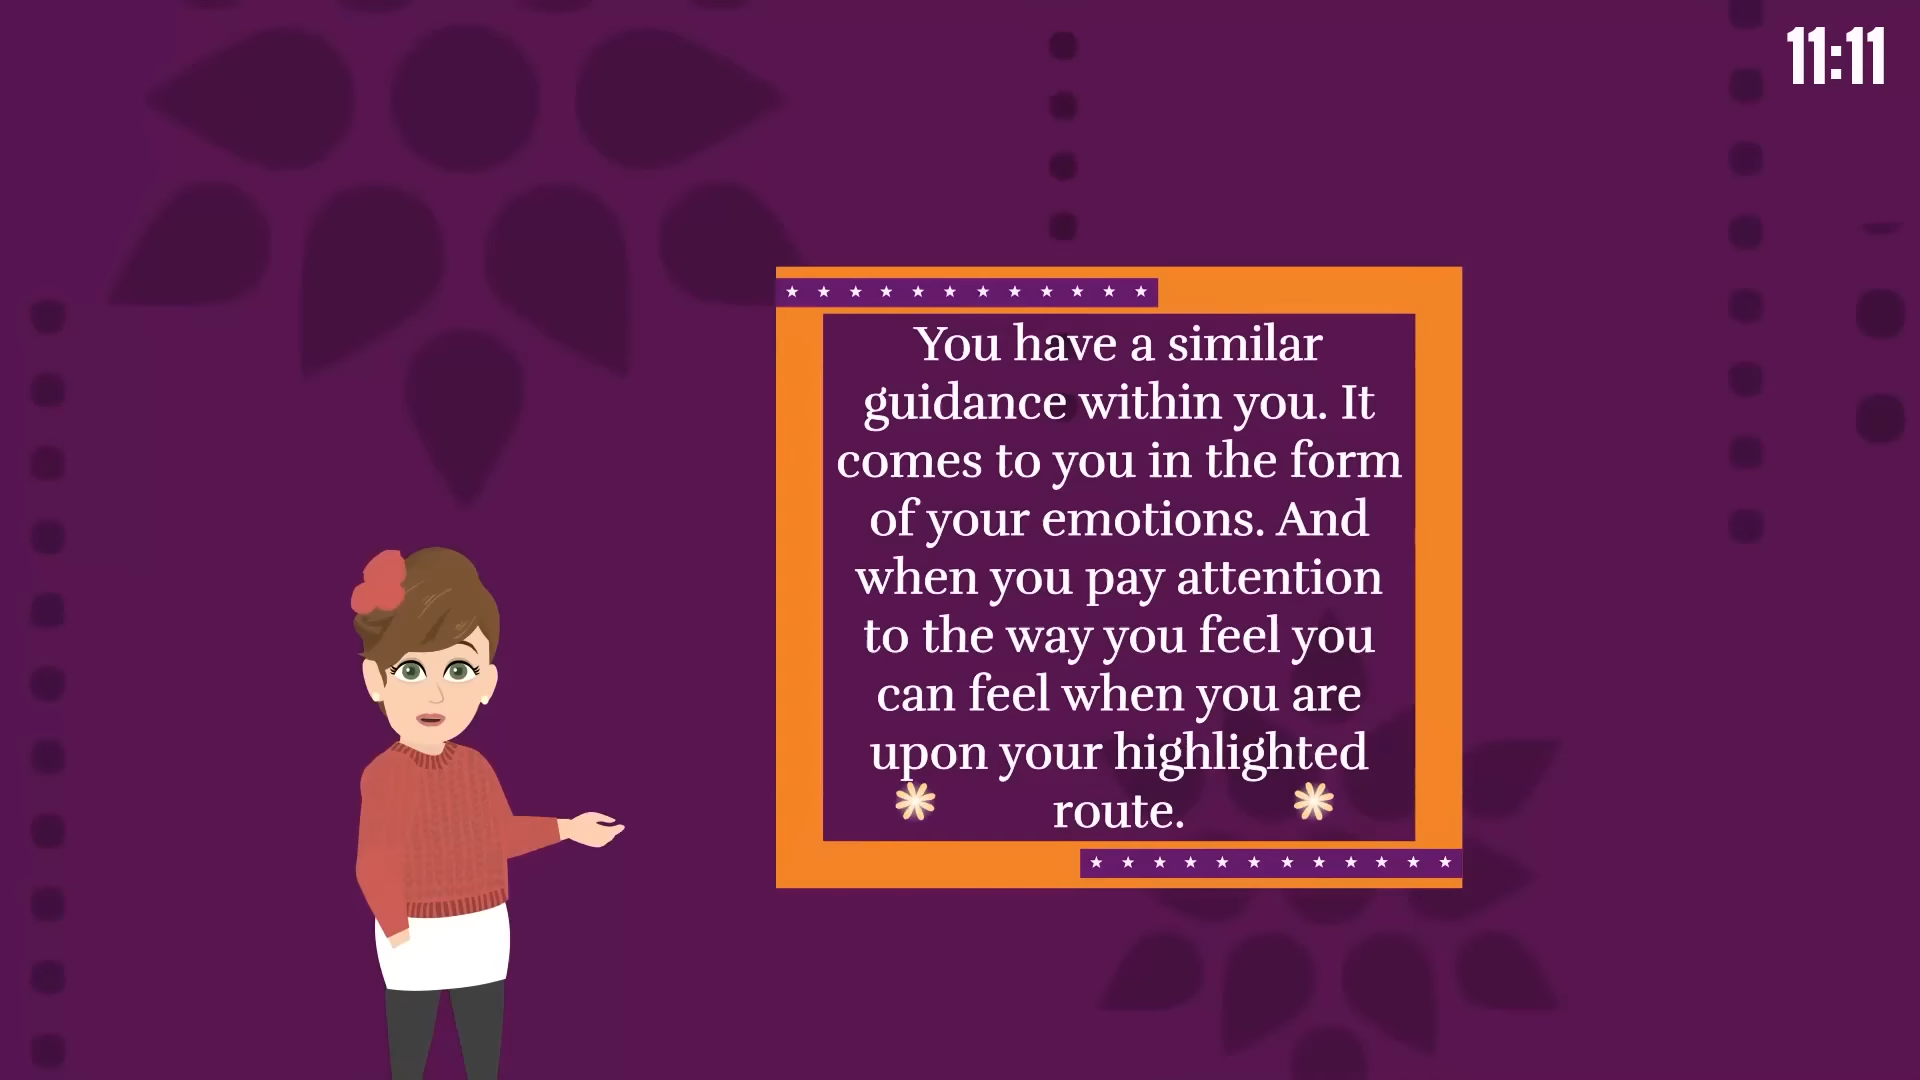 11:11
You have a similar
guidance within you. It
comes to you in the form
of your emotions. And
when you pay attention
to the way you feel you
can feel when you are
upon your highlighted
route.